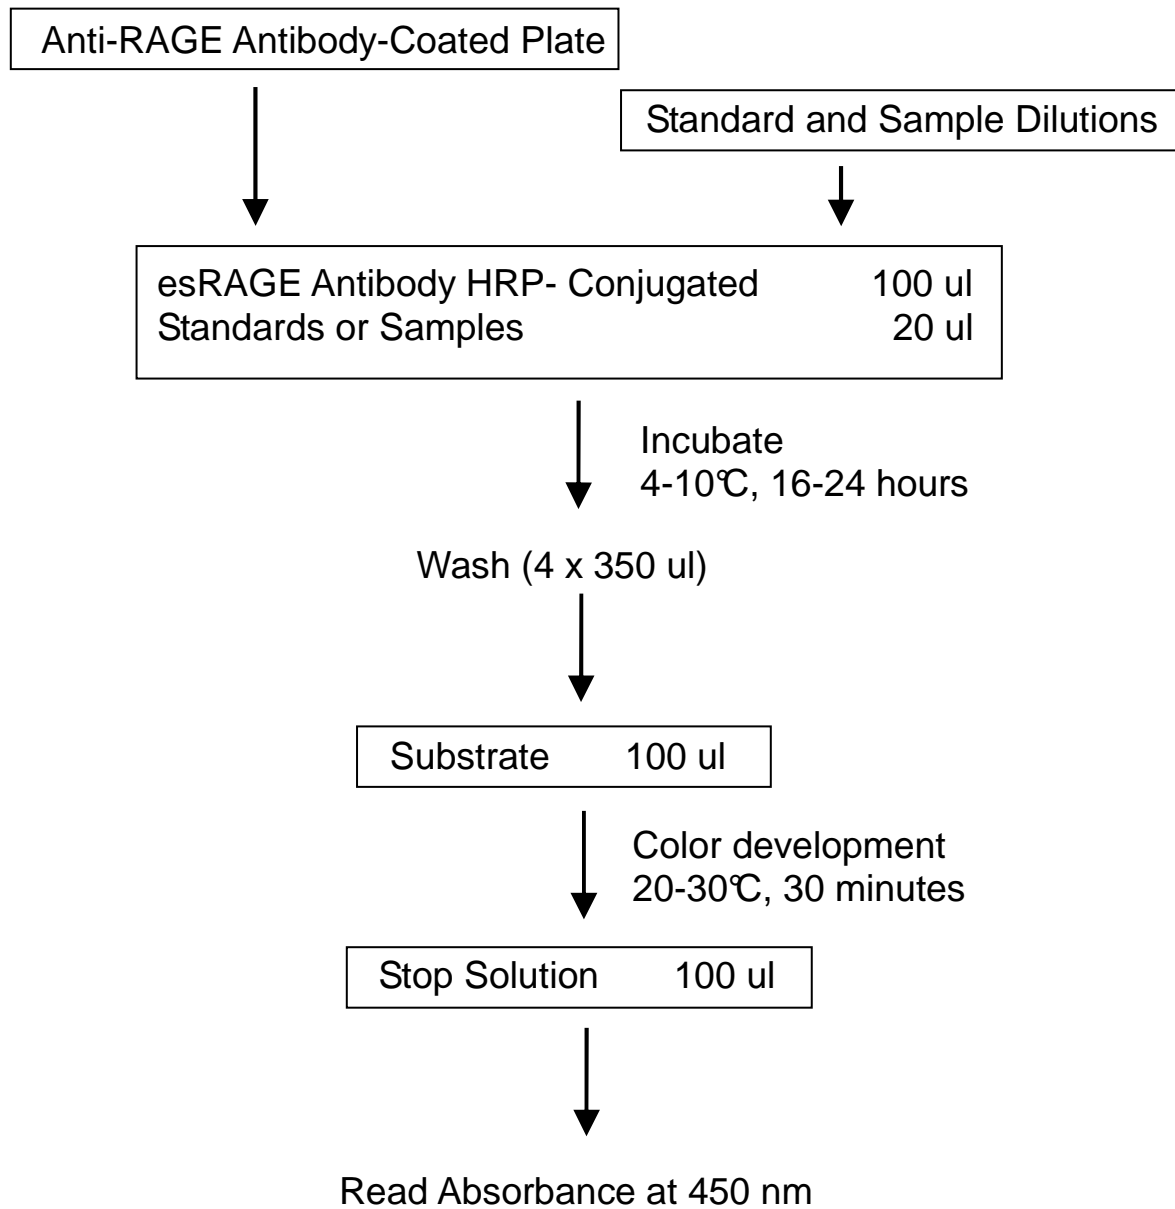 Anti-RAGE Antibody-Coated Plate
Standard and Sample Dilutions
esRAGE Antibody HRP- Conjugated 100 ul
Standards or Samples 20 ul
Incubate
4-10°C, 16-24 hours
Wash (4 x 350 ul)
Substrate 100 ul
Color development
20-30°C, 30 minutes
Stop Solution 100 ul
Read Absorbance at 450 nm